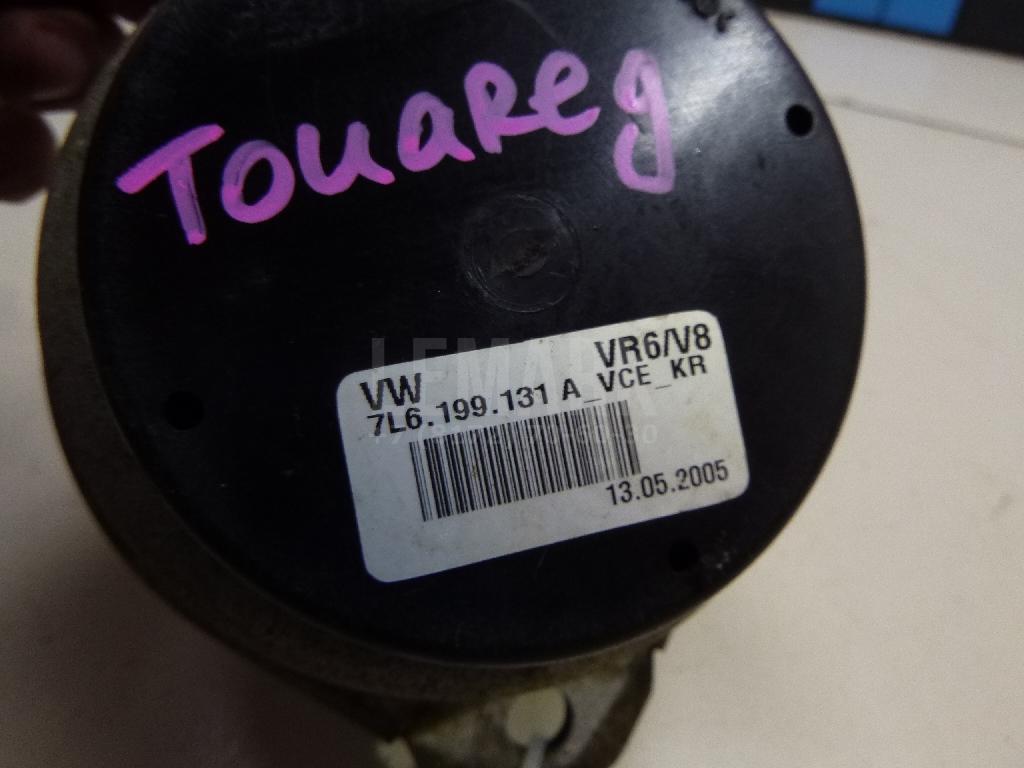 Touareg
VW VR6/V8
7L6.199.131 A_VCE_KR
13.05.2005